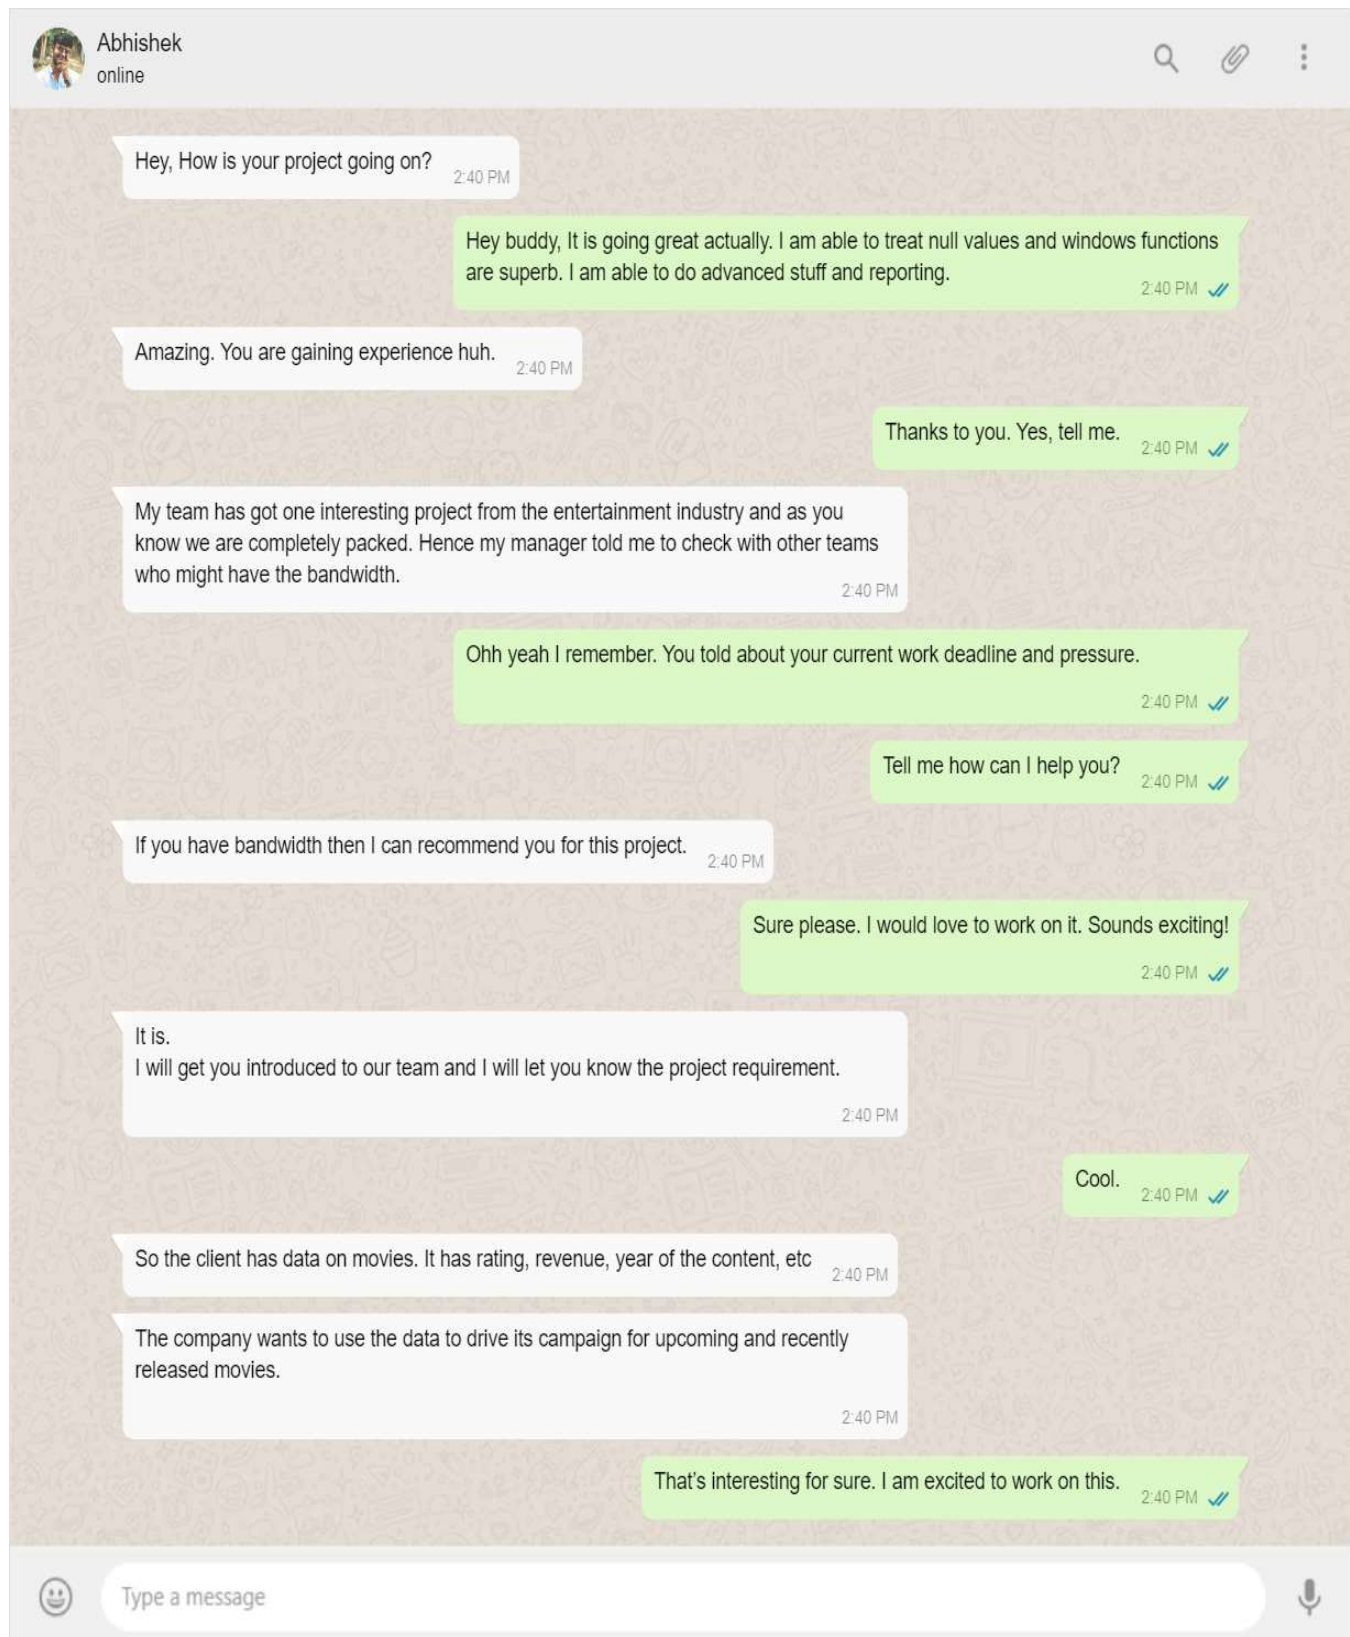 Abhishek
online
Hey, How is your project going on?
2:40 PM
Hey buddy, It is going great actually. I am able to treat null values and windows functions
are superb. I am able to do advanced stuff and reporting.
2:40 PM
Amazing. You are gaining experience huh.
2:40 PM
Thanks to you. Yes, tell me.
2:40 PM
My team has got one interesting project from the entertainment industry and as you
know we are completely packed. Hence my manager told me to check with other teams
who might have the bandwidth.
2:40 PM
Ohh yeah I remember. You told about your current work deadline and pressure.
2:40 PM
Tell me how can I help you?
2:40 PM
If you have bandwidth then I can recommend you for this project.
2:40 PM
Sure please. I would love to work on it. Sounds exciting!
2:40 PM
It is.
I will get you introduced to our team and I will let you know the project requirement.
2:40 PM
Cool.
2:40 PM
So the client has data on movies. It has rating, revenue, year of the content, etc
2:40 PM
The company wants to use the data to drive its campaign for upcoming and recently
released movies.
2:40 PM
That's interesting for sure. I am excited to work on this.
2:40 PM
Type a message